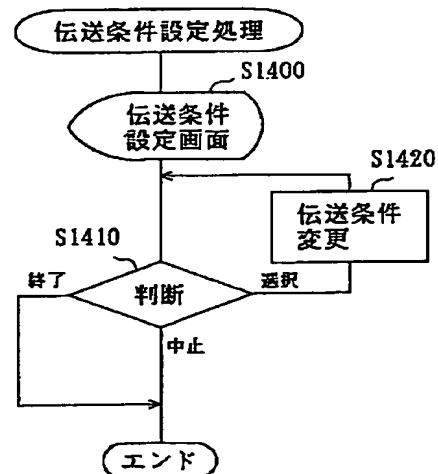 伝送条件設定処理
S1400
伝送条件
設定画面
S1420
伝送条件
変更
S1410
終了
判断
選択
中止
エンド